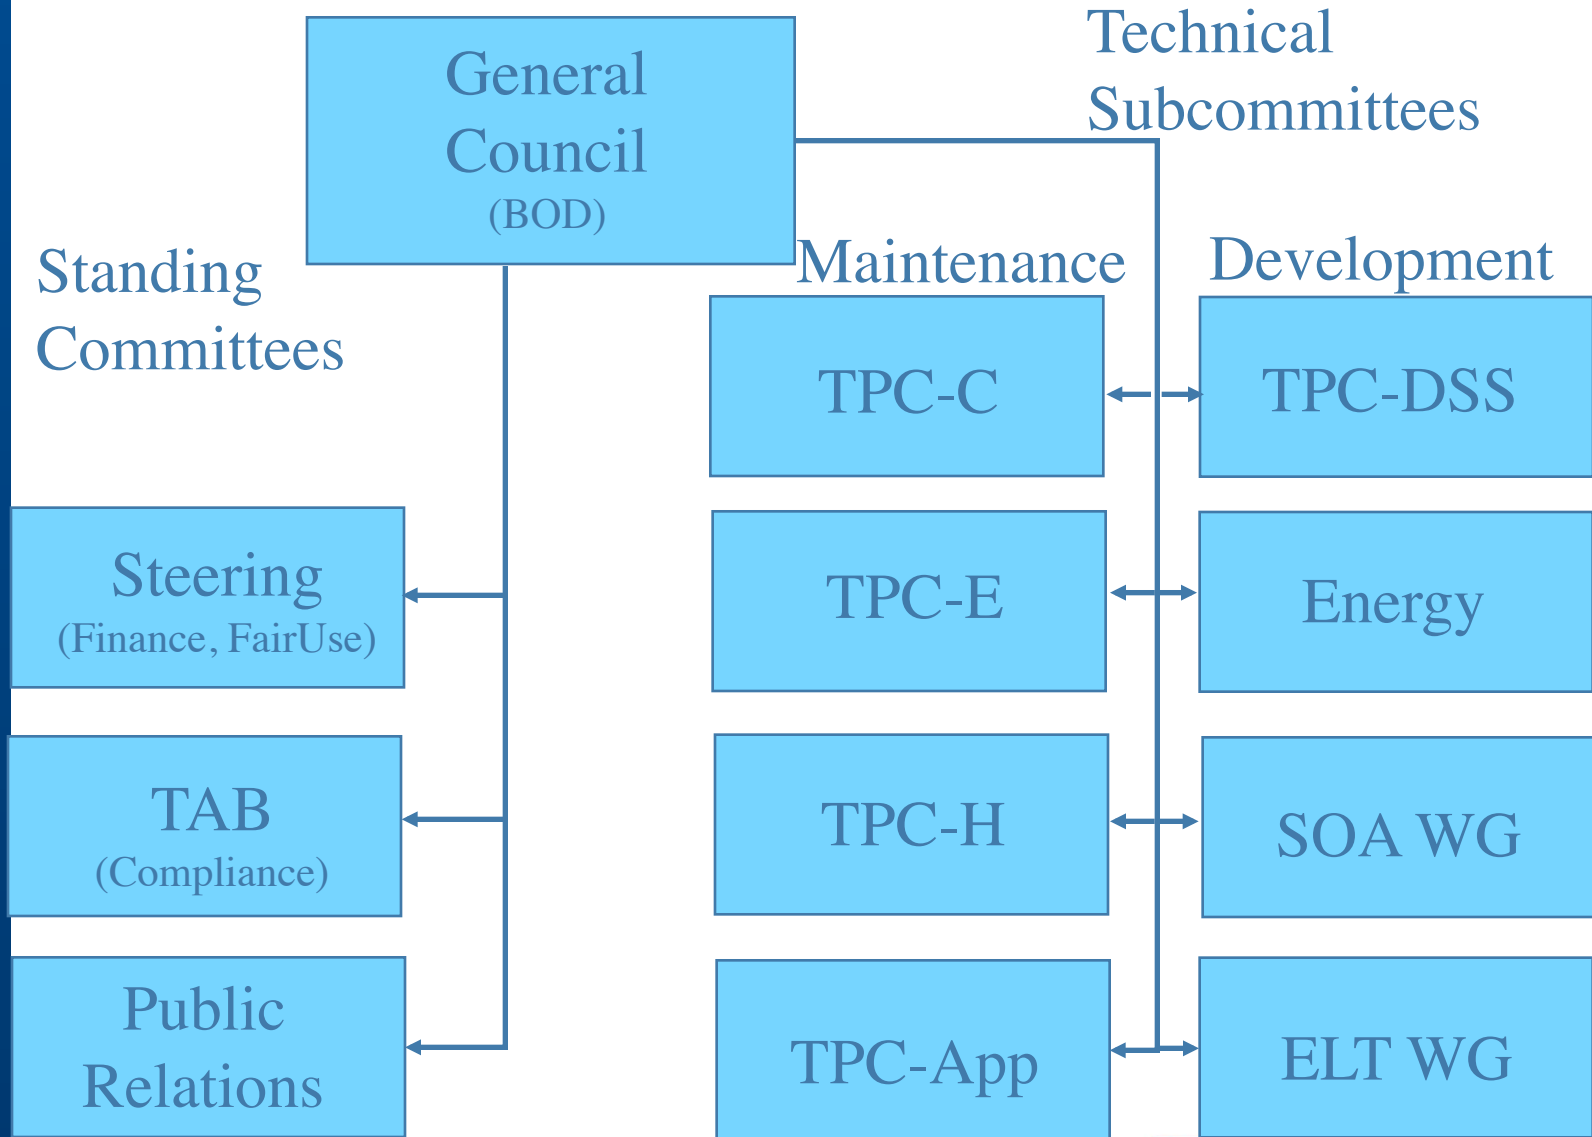 General
Council
(BOD)
Technical
Subcommittees
Standing
Committees
Maintenance
Development
TPC-C
TPC-DSS
Steering
(Finance, FairUse)
TPC-E
Energy
TAB
(Compliance)
TPC-H
SOA WG
Public
Relations
TPC-App
ELT WG